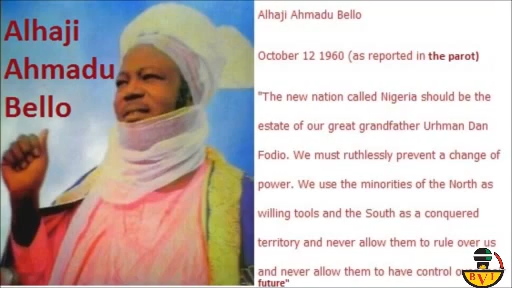 Alhaji
Ahmadu
Bello
Alhaji Ahmadu Bello
October 12 1960 (as reported in the parot)
"The new nation called Nigeria should be the
estate of our great grandfather Urhman Dan
Fodio. We must ruthlessly prevent a change of
power. We use the minorities of the North as
willing tools and the South as a conquered
territory and never allow them to rule over us
and never allow them to have control
future"
BVI